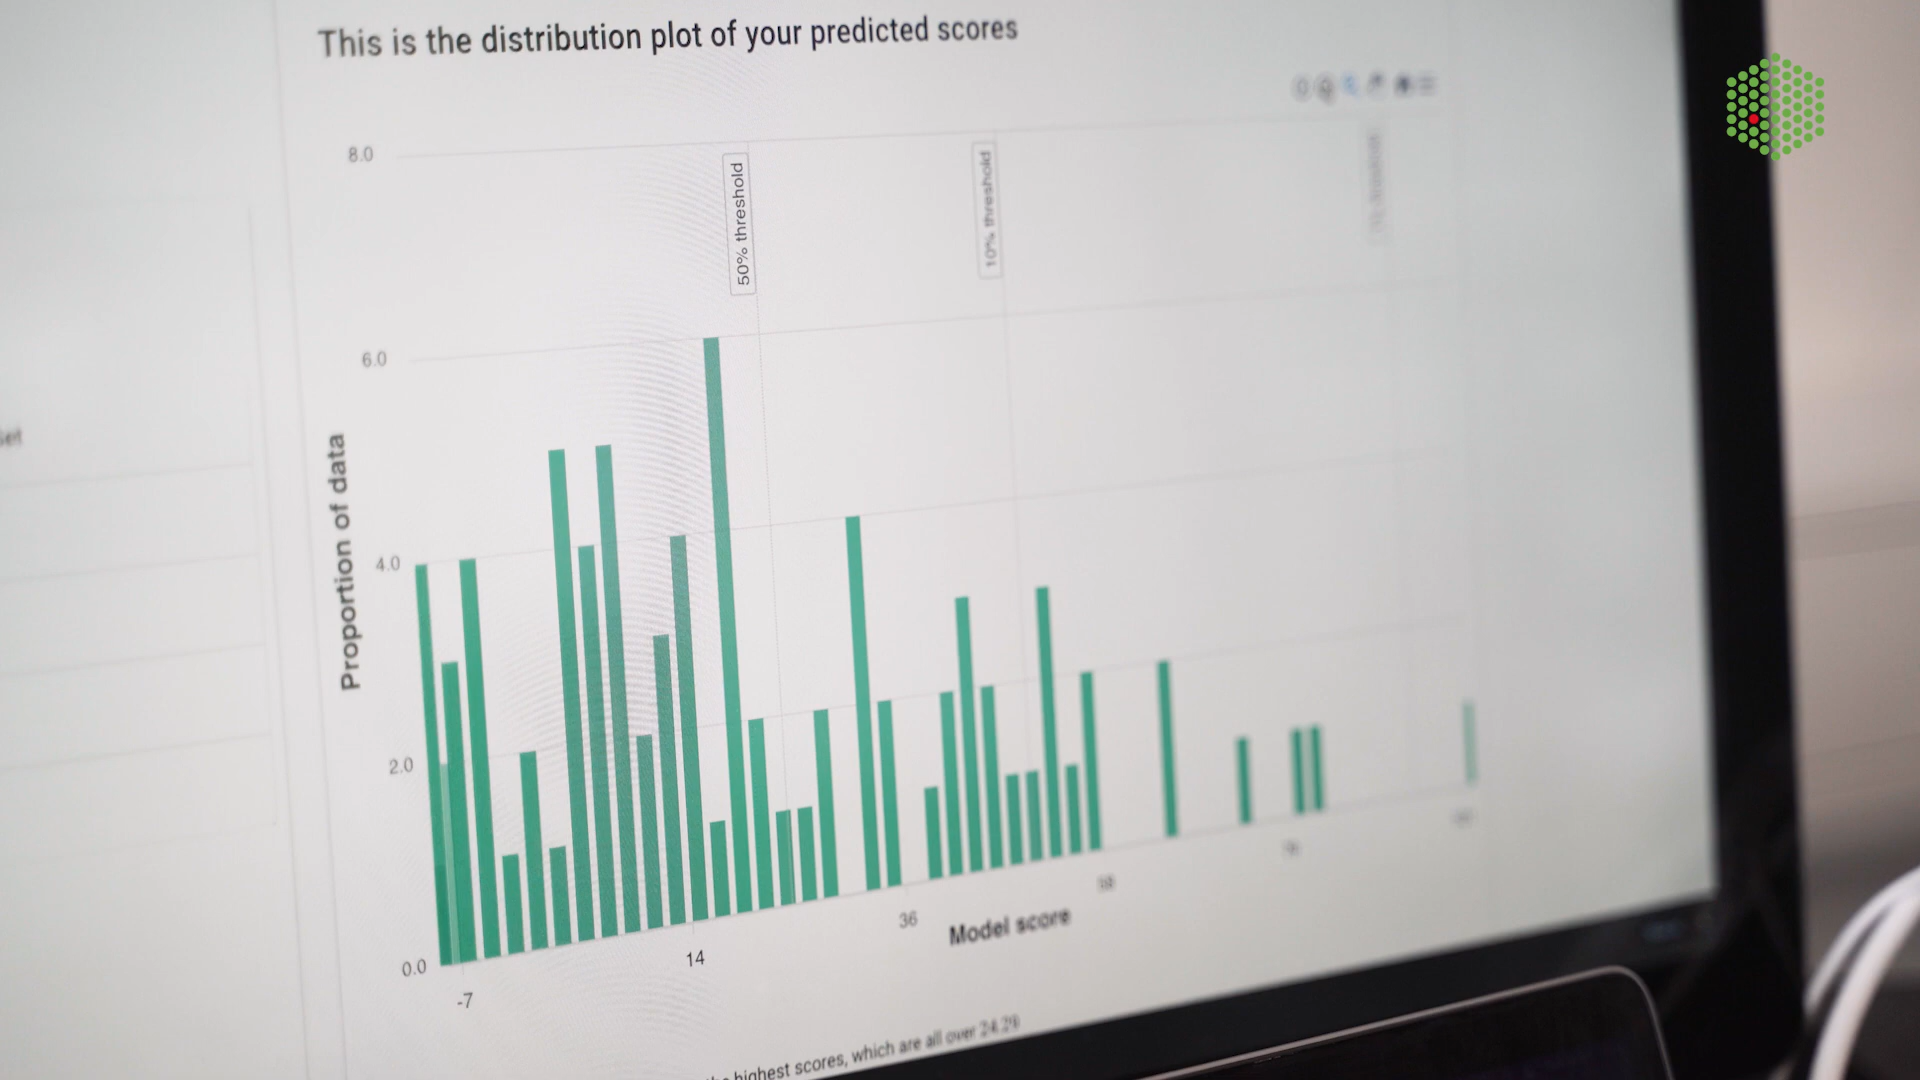 This is the distribution plot of your predicted scores
8.0
50% threshold
10% threshold
6.0
Proportion of data
4.0
2.0
0.0
-7
14
36
Model score
highest scores, which are all over 24.29